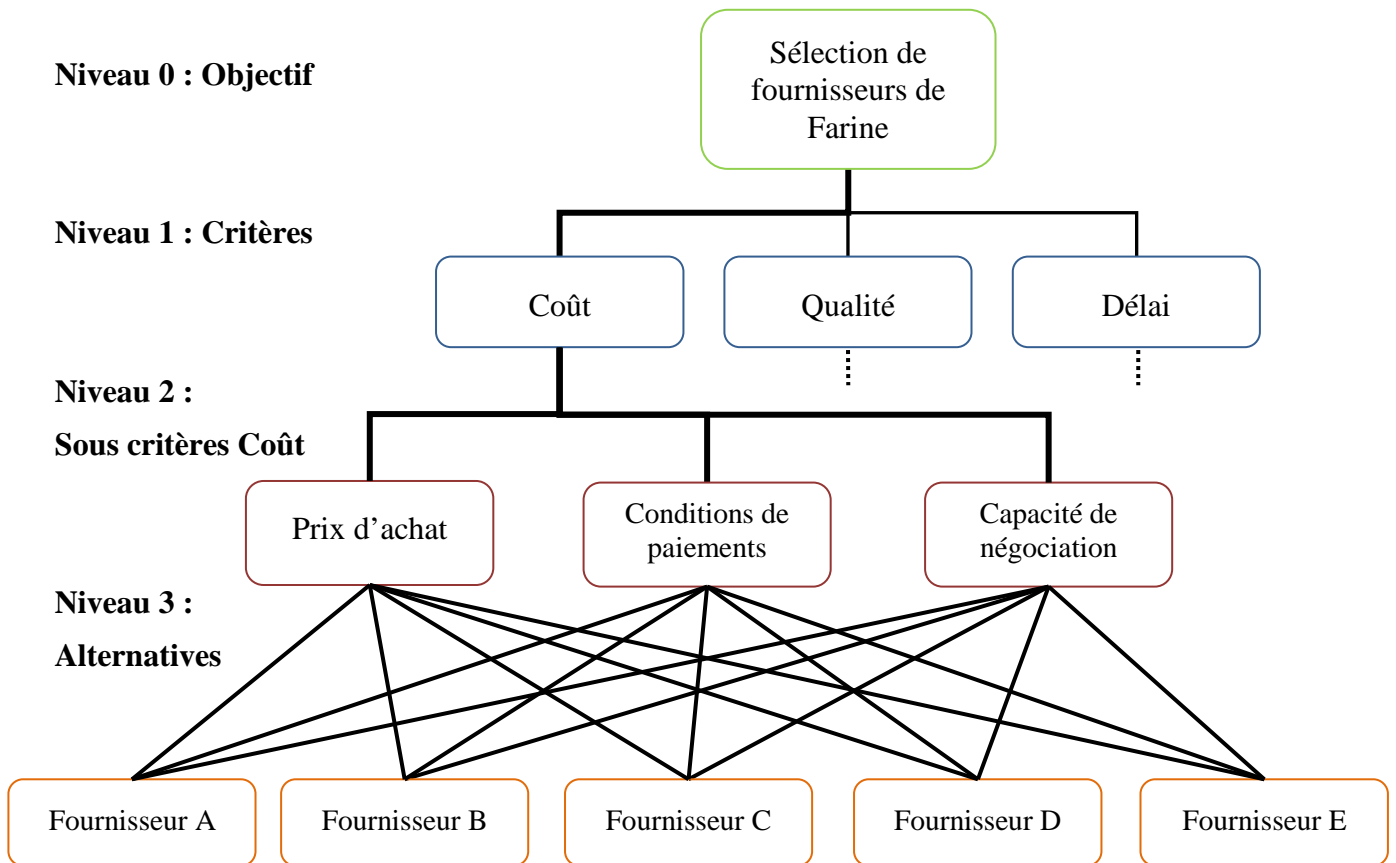 Niveau 0 : Objectif
Sélection de
fournisseurs de
Farine
Niveau 1 : Critères
Coût
Qualité
Délai
Niveau 2 :
Sous critères Coût
Prix d’achat
Conditions de
paiements
Capacité de
négociation
Niveau 3 :
Alternatives
Fournisseur A
Fournisseur B
Fournisseur C
Fournisseur D
Fournisseur E